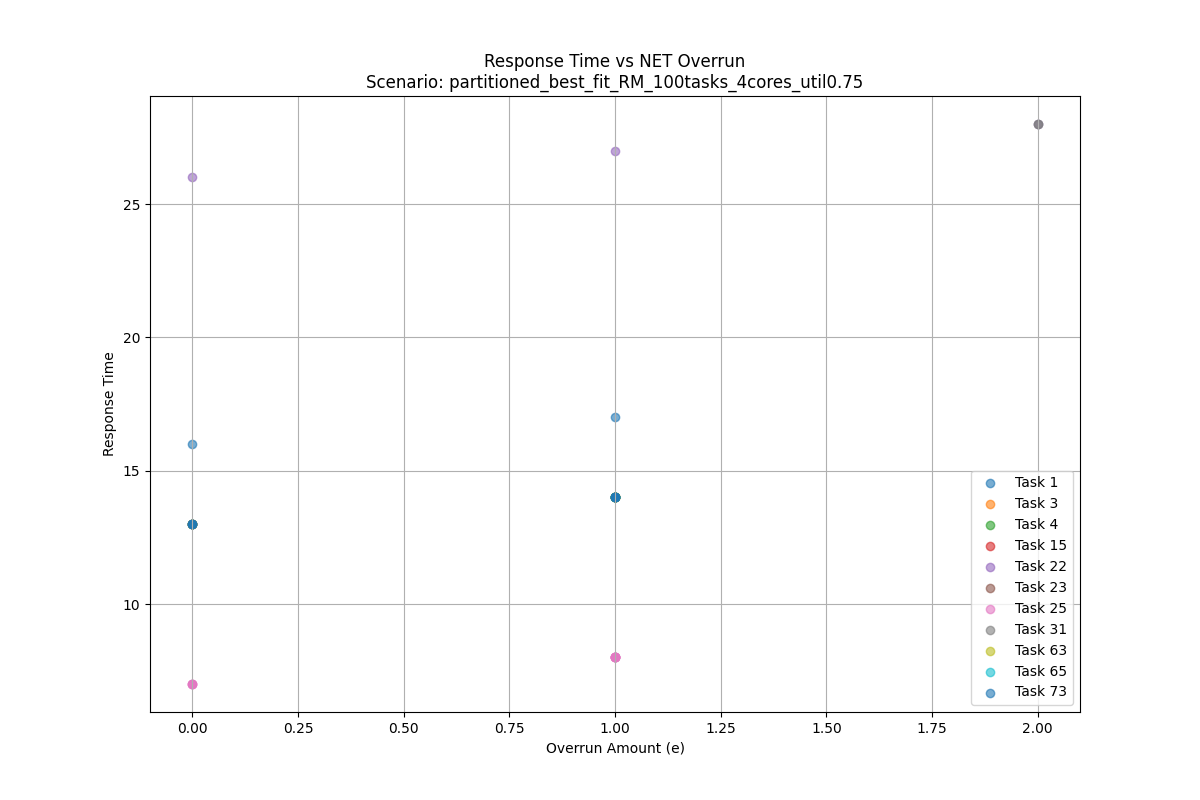 Response Time vs NET Overrun
Scenario: partitioned_best_fit_RM_100tasks_4cores_util0.75
25
20
15
10
Response Time
0.00 0.25 0.50 0.75 1.00 1.25 1.50 1.75 2.00
Overrun Amount (e)
Task 1
Task 3
Task 4
Task 15
Task 22
Task 23
Task 25
Task 31
Task 63
Task 65
Task 73